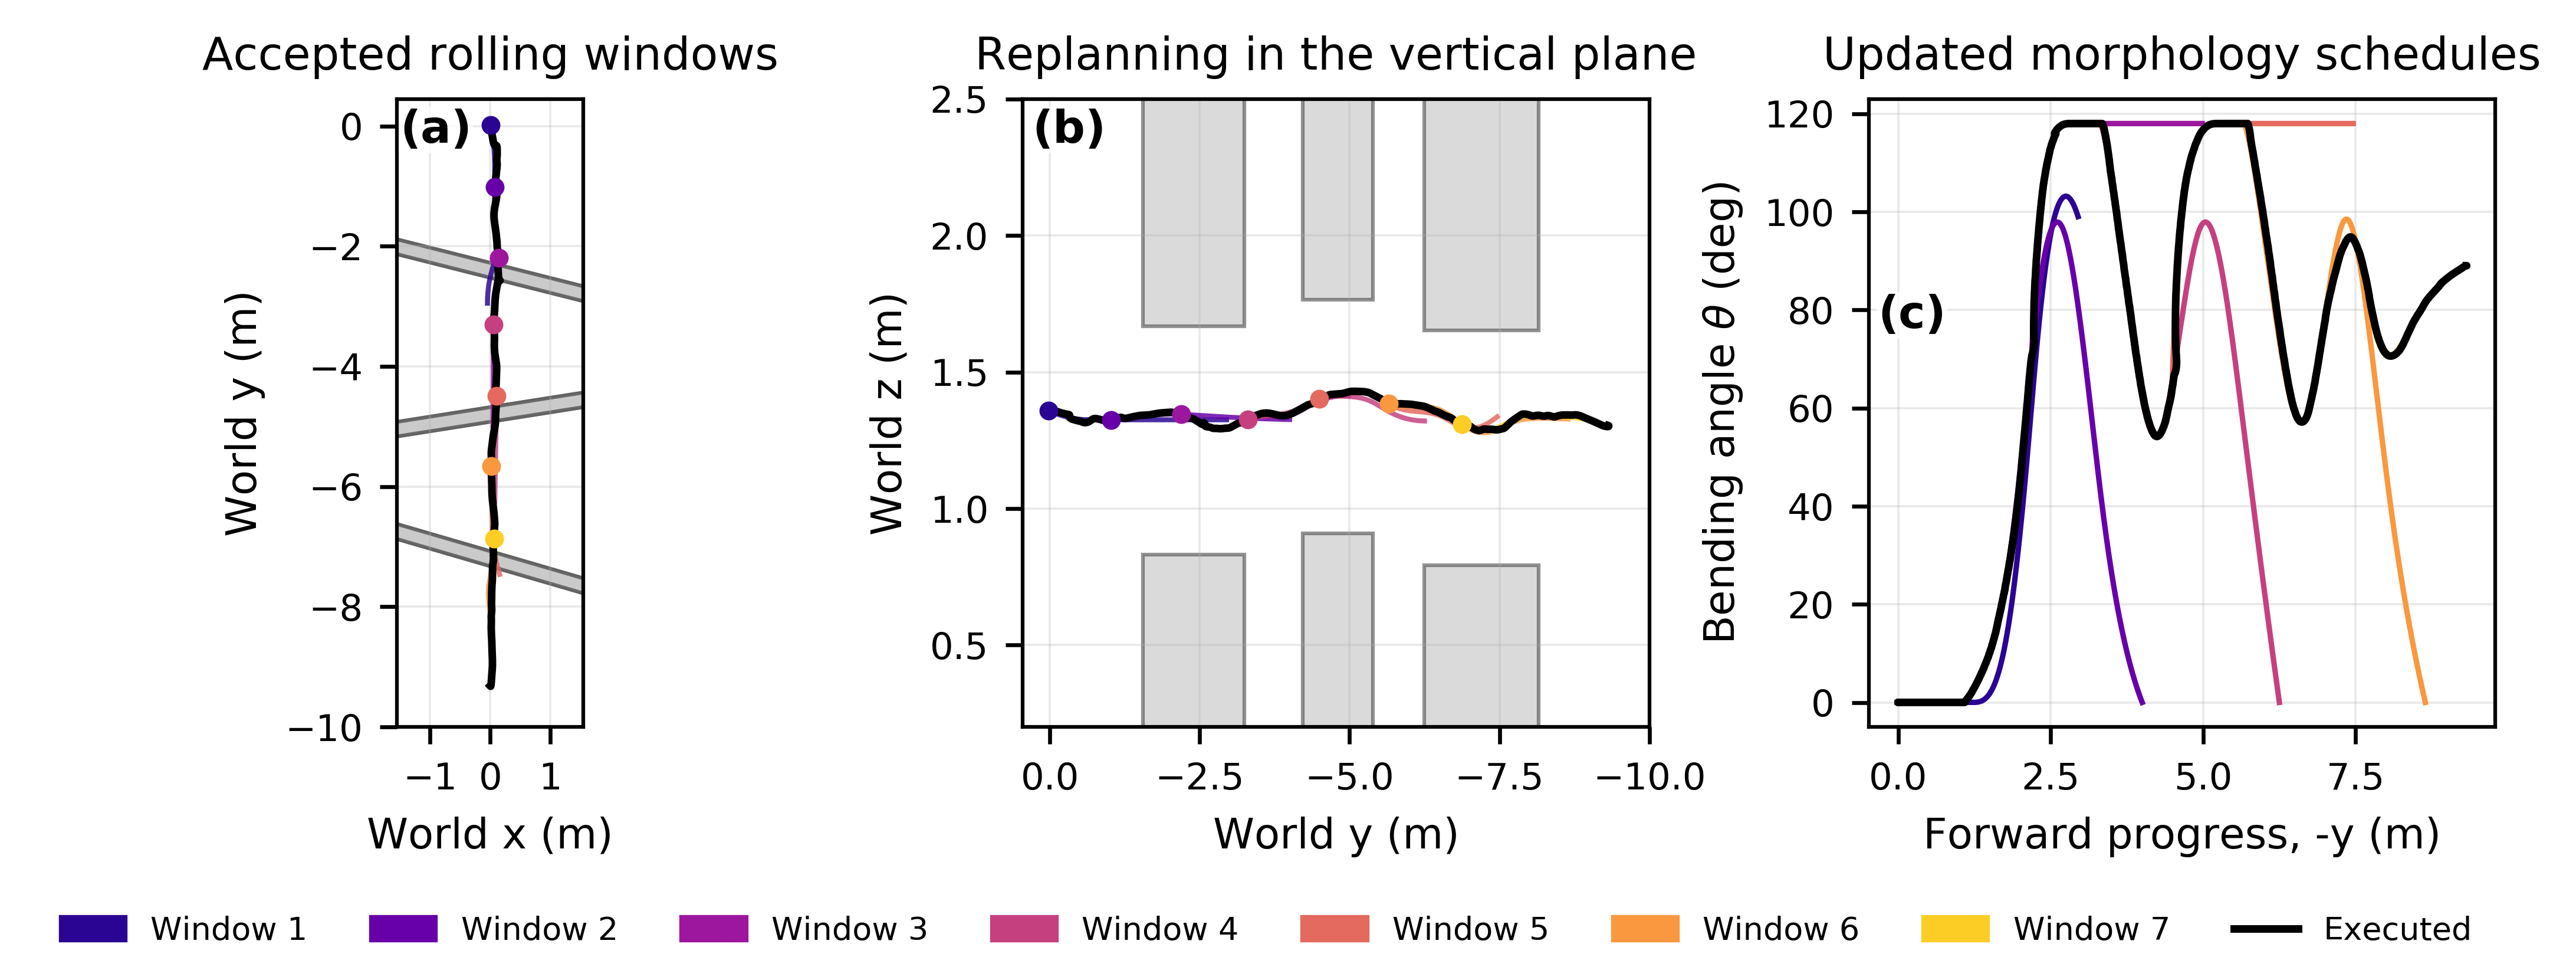 Accepted rolling windows
Replanning in the vertical plane
Updated morphology schedules
(a)
0
−2
−4
−6
−8
−10
World y (m)
−1 0 1
World x (m)
(b)
2.5
2.0
1.5
1.0
0.5
World z (m)
0.0 −2.5 −5.0 −7.5 −10.0
World y (m)
(c)
120
100
80
60
40
20
0
Bending angle θ (deg)
0.0 2.5 5.0 7.5
Forward progress, -y (m)
Window 1 Window 2 Window 3 Window 4 Window 5 Window 6 Window 7 Executed